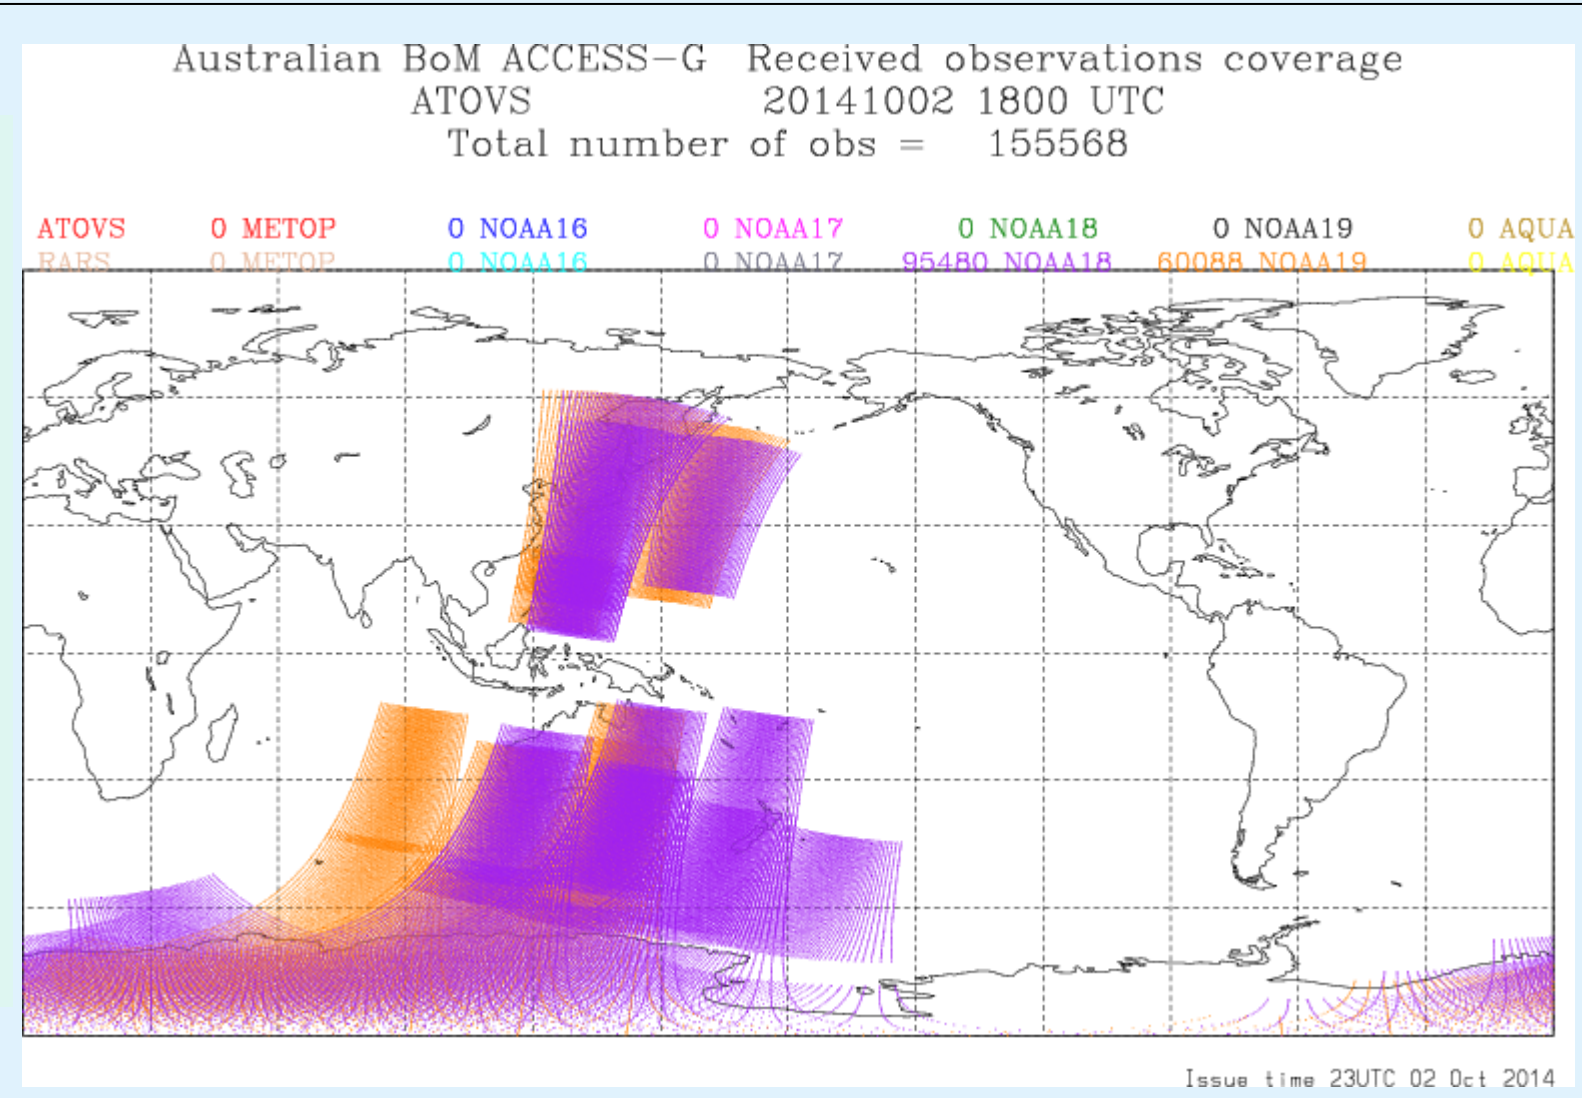 Australian BoM ACCESS-G Received observations coverage
ATOVS 20141002 1800 UTC
Total number of obs = 155568
ATOVS 0 METOP 0 NOAA16 0 NOAA17 0 NOAA18 0 NOAA19 0 AQUA
RARS 0 METOP 0 NOAA16 0 NOAA17 95480 NOAA18 60088 NOAA19 0 AQUA
Issue time 23UTC 02 Oct 2014